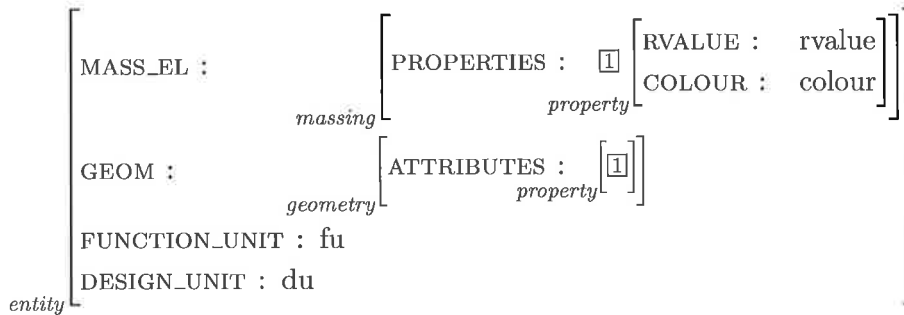 MASS_EL : PROPERTIES : 1 RVALUE : rvalue
COLOUR : colour
massing property
GEOM : ATTRIBUTES : 1
geometry property
FUNCTION_UNIT : fu
DESIGN_UNIT : du
entity